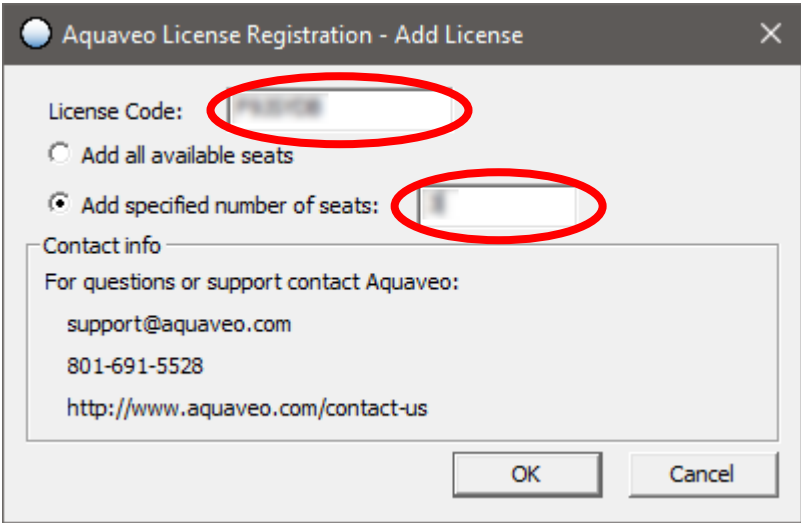 Aquaveo License Registration - Add License
License Code:
Add all available seats
Add specified number of seats:
Contact info
For questions or support contact Aquaveo:
support@aquaveo.com
801-691-5528
http://www.aquaveo.com/contact-us
OK Cancel